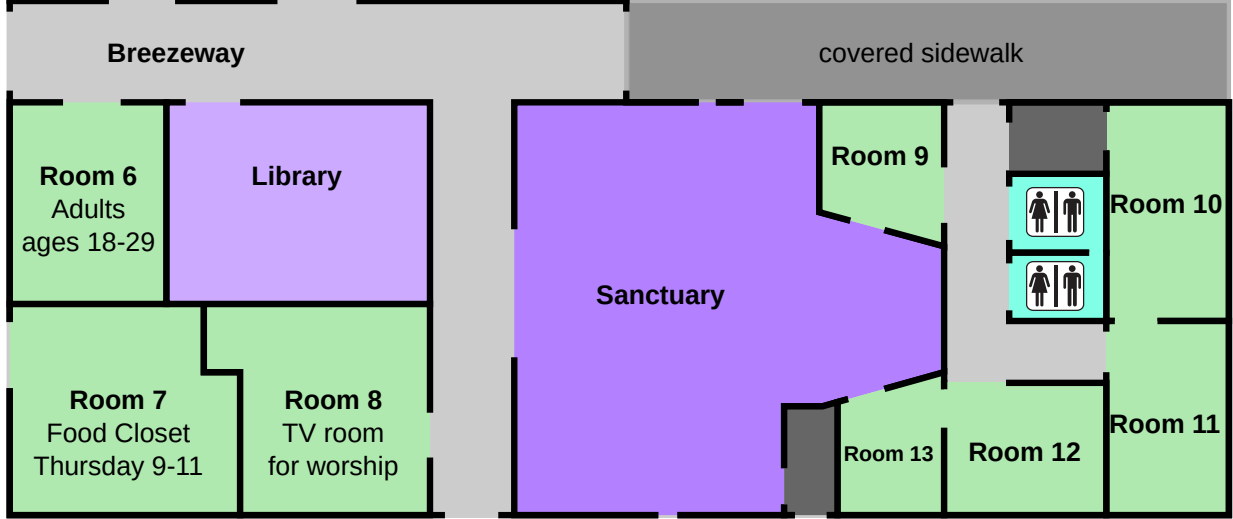 Breezeway
covered sidewalk
Room 6
Adults
ages 18-29
Library
Room 9
Room 10
Sanctuary
Room 7
Food Closet
Thursday 9-11
Room 8
TV room
for worship
Room 13
Room 12
Room 11